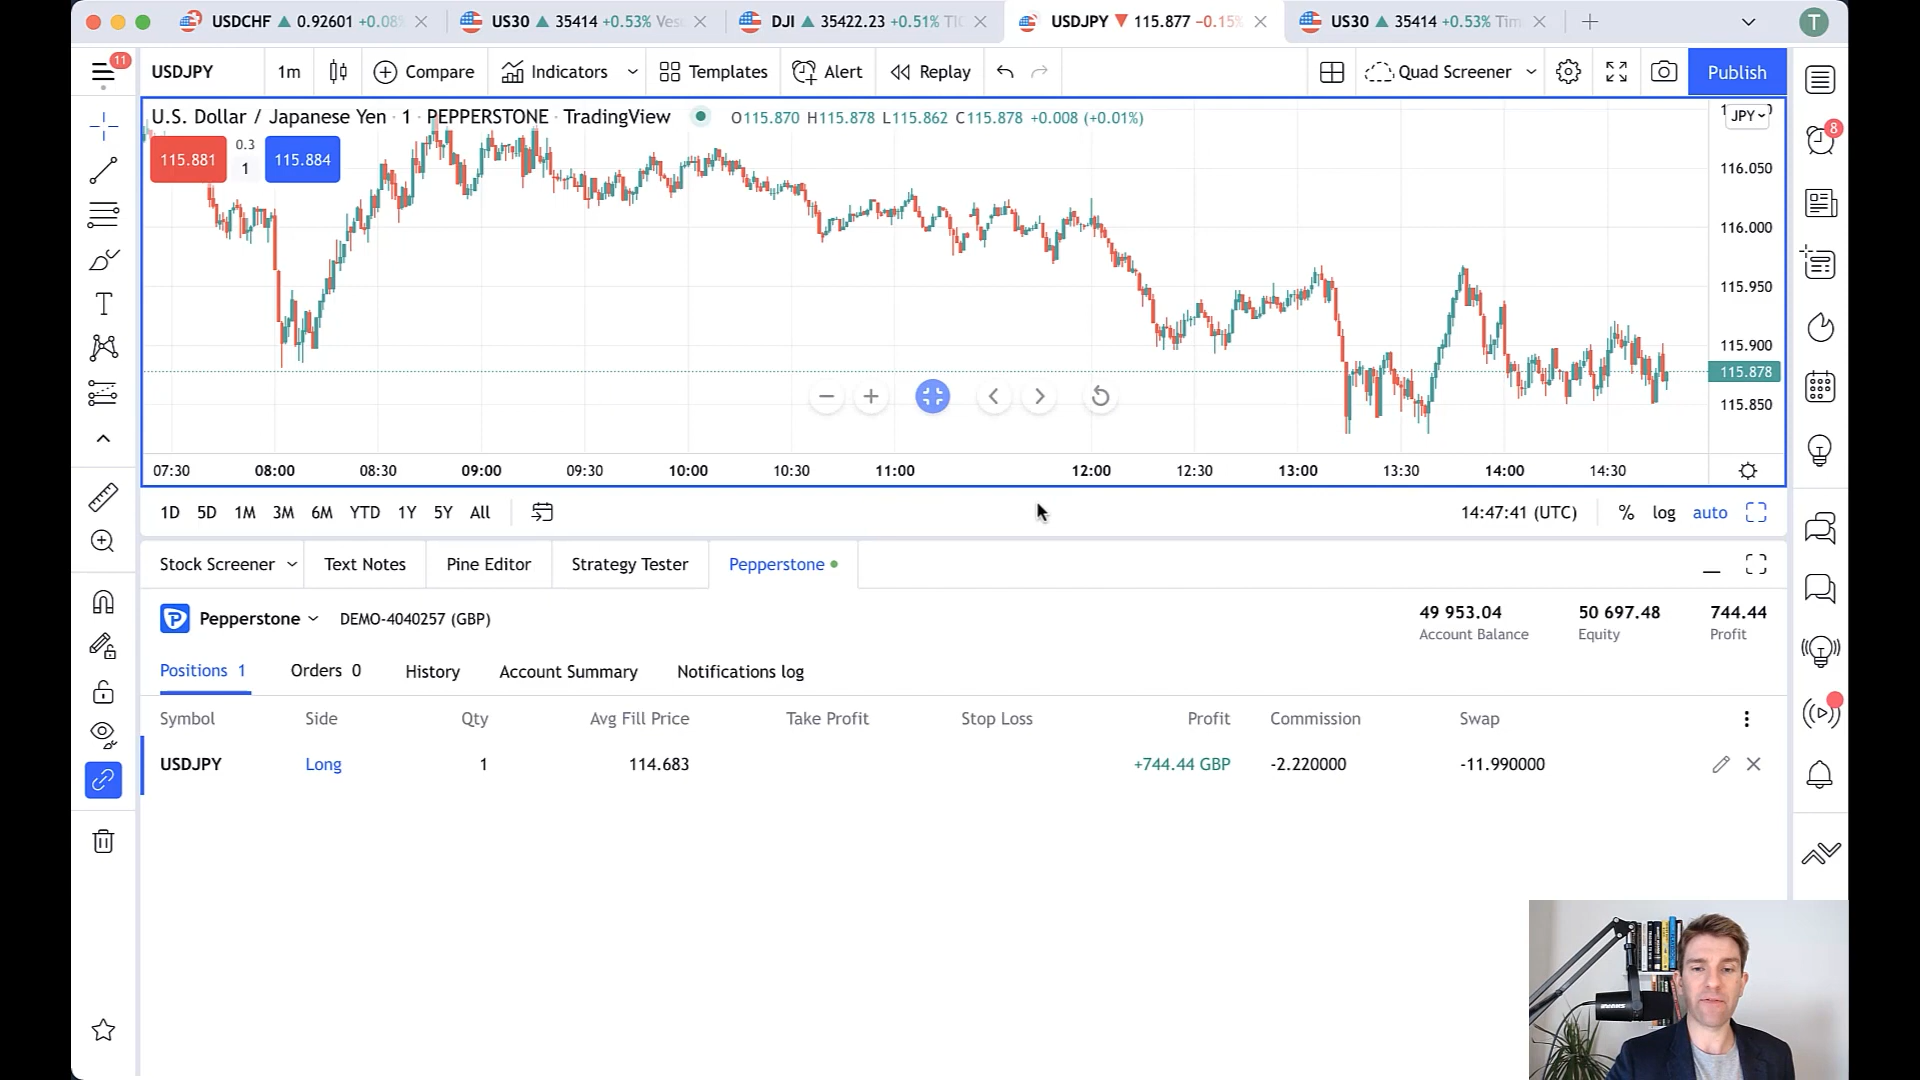 USDCHF ▲ 0.92601 +0.08
US30 ▲ 35414 +0.53% Ves
DJI ▲ 35422.23 +0.51% TIC
USDJPY ▼ 115.877 −0.15%
US30 ▲ 35414 +0.53% Tim
T
11
USDJPY
1m
Compare
Indicators
Templates
Alert
Replay
Quad Screener
Publish
U.S. Dollar / Japanese Yen · 1 · PEPPERSTONE · TradingView
O115.870 H115.878 L115.862 C115.878 +0.008 (+0.01%)
JPY
8
115.881
0.3
1
115.884
116.050
116.000
115.950
115.900
115.878
115.850
07:30 08:00 08:30 09:00 09:30 10:00 10:30 11:00 12:00 12:30 13:00 13:30 14:00 14:30
1D 5D 1M 3M 6M YTD 1Y 5Y All
14:47:41 (UTC) % log auto
Stock Screener
Text Notes
Pine Editor
Strategy Tester
Pepperstone
Pepperstone
DEMO-4040257 (GBP)
49 953.04 50 697.48 744.44
Account Balance Equity Profit
Positions 1 Orders 0 History Account Summary Notifications log
Symbol Side Qty Avg Fill Price Take Profit Stop Loss Profit Commission Swap
USDJPY Long 1 114.683 +744.44 GBP -2.220000 -11.990000